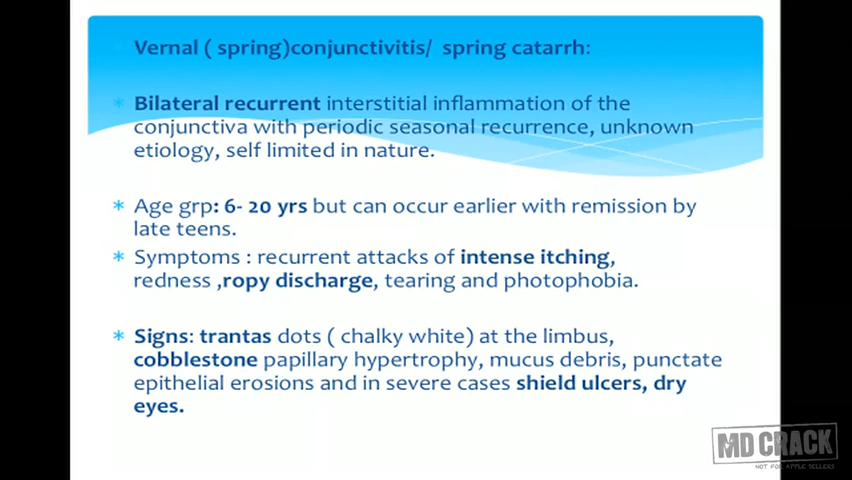 Vernal ( spring)conjunctivitis/ spring catarrh:
* Bilateral recurrent interstitial inflammation of the
conjunctiva with periodic seasonal recurrence, unknown
etiology, self limited in nature.
* Age grp: 6- 20 yrs but can occur earlier with remission by
late teens.
* Symptoms : recurrent attacks of intense itching,
redness ,ropy discharge, tearing and photophobia.
* Signs: trantas dots ( chalky white) at the limbus,
cobblestone papillary hypertrophy, mucus debris, punctate
epithelial erosions and in severe cases shield ulcers, dry
eyes.
MD CRACK
NOT FOR APPLE SELLERS